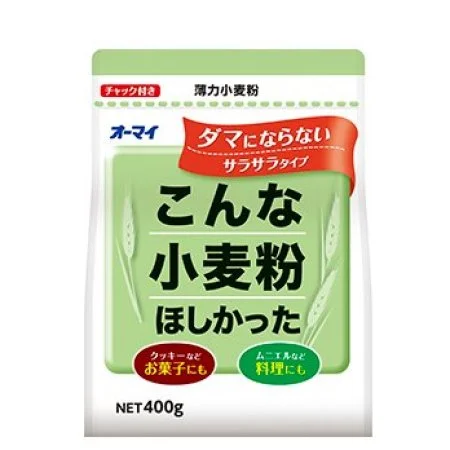 チャック付き
薄力小麦粉
オーマイ
ダマにならない
サラサラタイプ
こんな
小麦粉
ほしかった
クッキーなど
お菓子にも
ムニエルなど
料理にも
NET400g